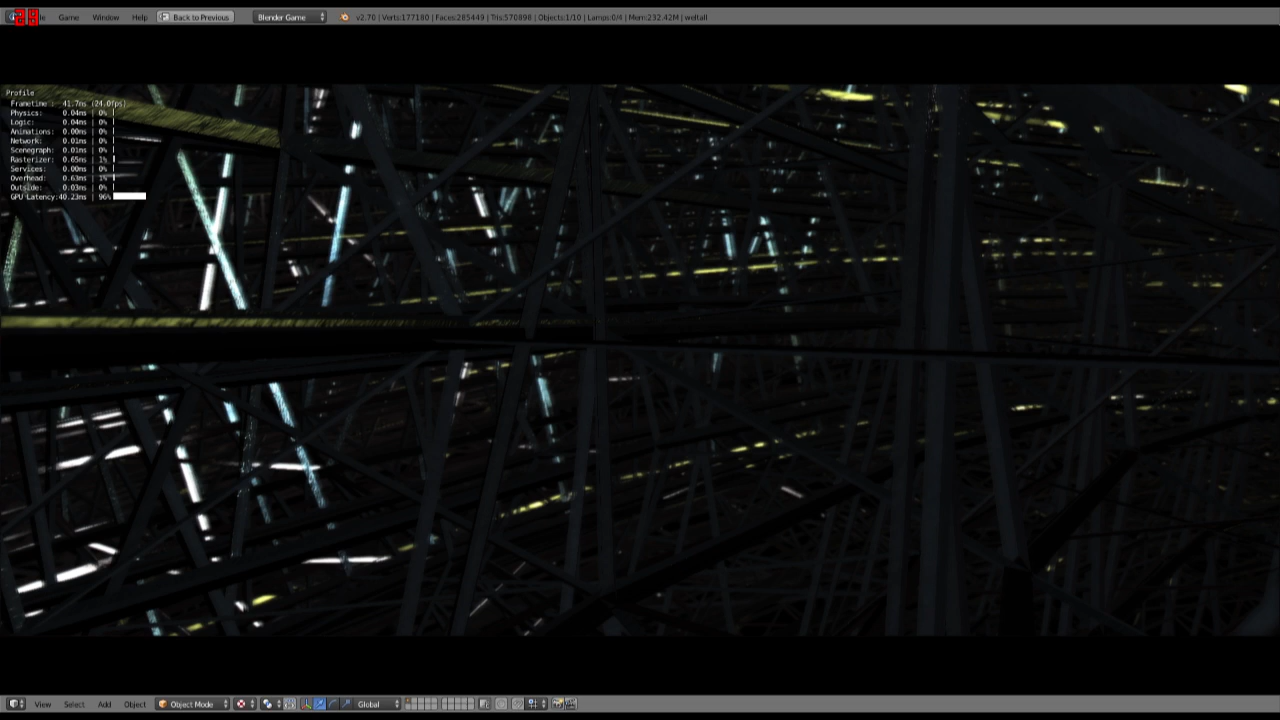 28 le Game Window Help Back to Previous Blender Game v2.70 | Verts:177180 | Faces:285449 | Tris:570898 | Objects:1/10 | Lamps:0/4 | Mem:232.42M | weltall
Profile
Frametime : 41.7ms (24.0fps)
Physics: 0.04ms | 0%
Logic: 0.04ms | 0%
Animations: 0.00ms | 0%
Network: 0.01ms | 0%
Scenegraph: 0.01ms | 0%
Rasterizer: 0.65ms | 1%
Services: 0.00ms | 0%
Overhead: 0.63ms | 1%
Outside: 0.03ms | 0%
GPU Latency:40.23ms | 96%
View Select Add Object Object Mode Global